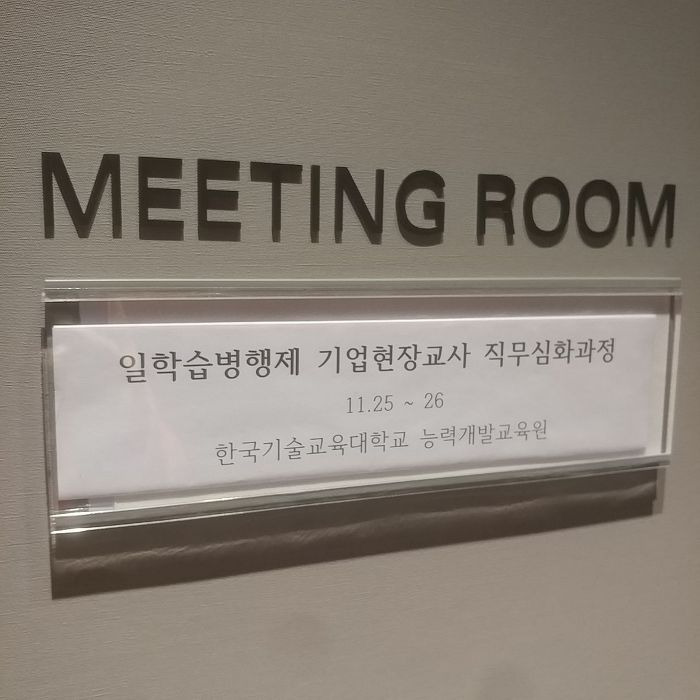 MEETING ROOM
일학습병행제 기업현장교사 직무심화과정
11.25 ~ 26
한국기술교육대학교 능력개발교육원